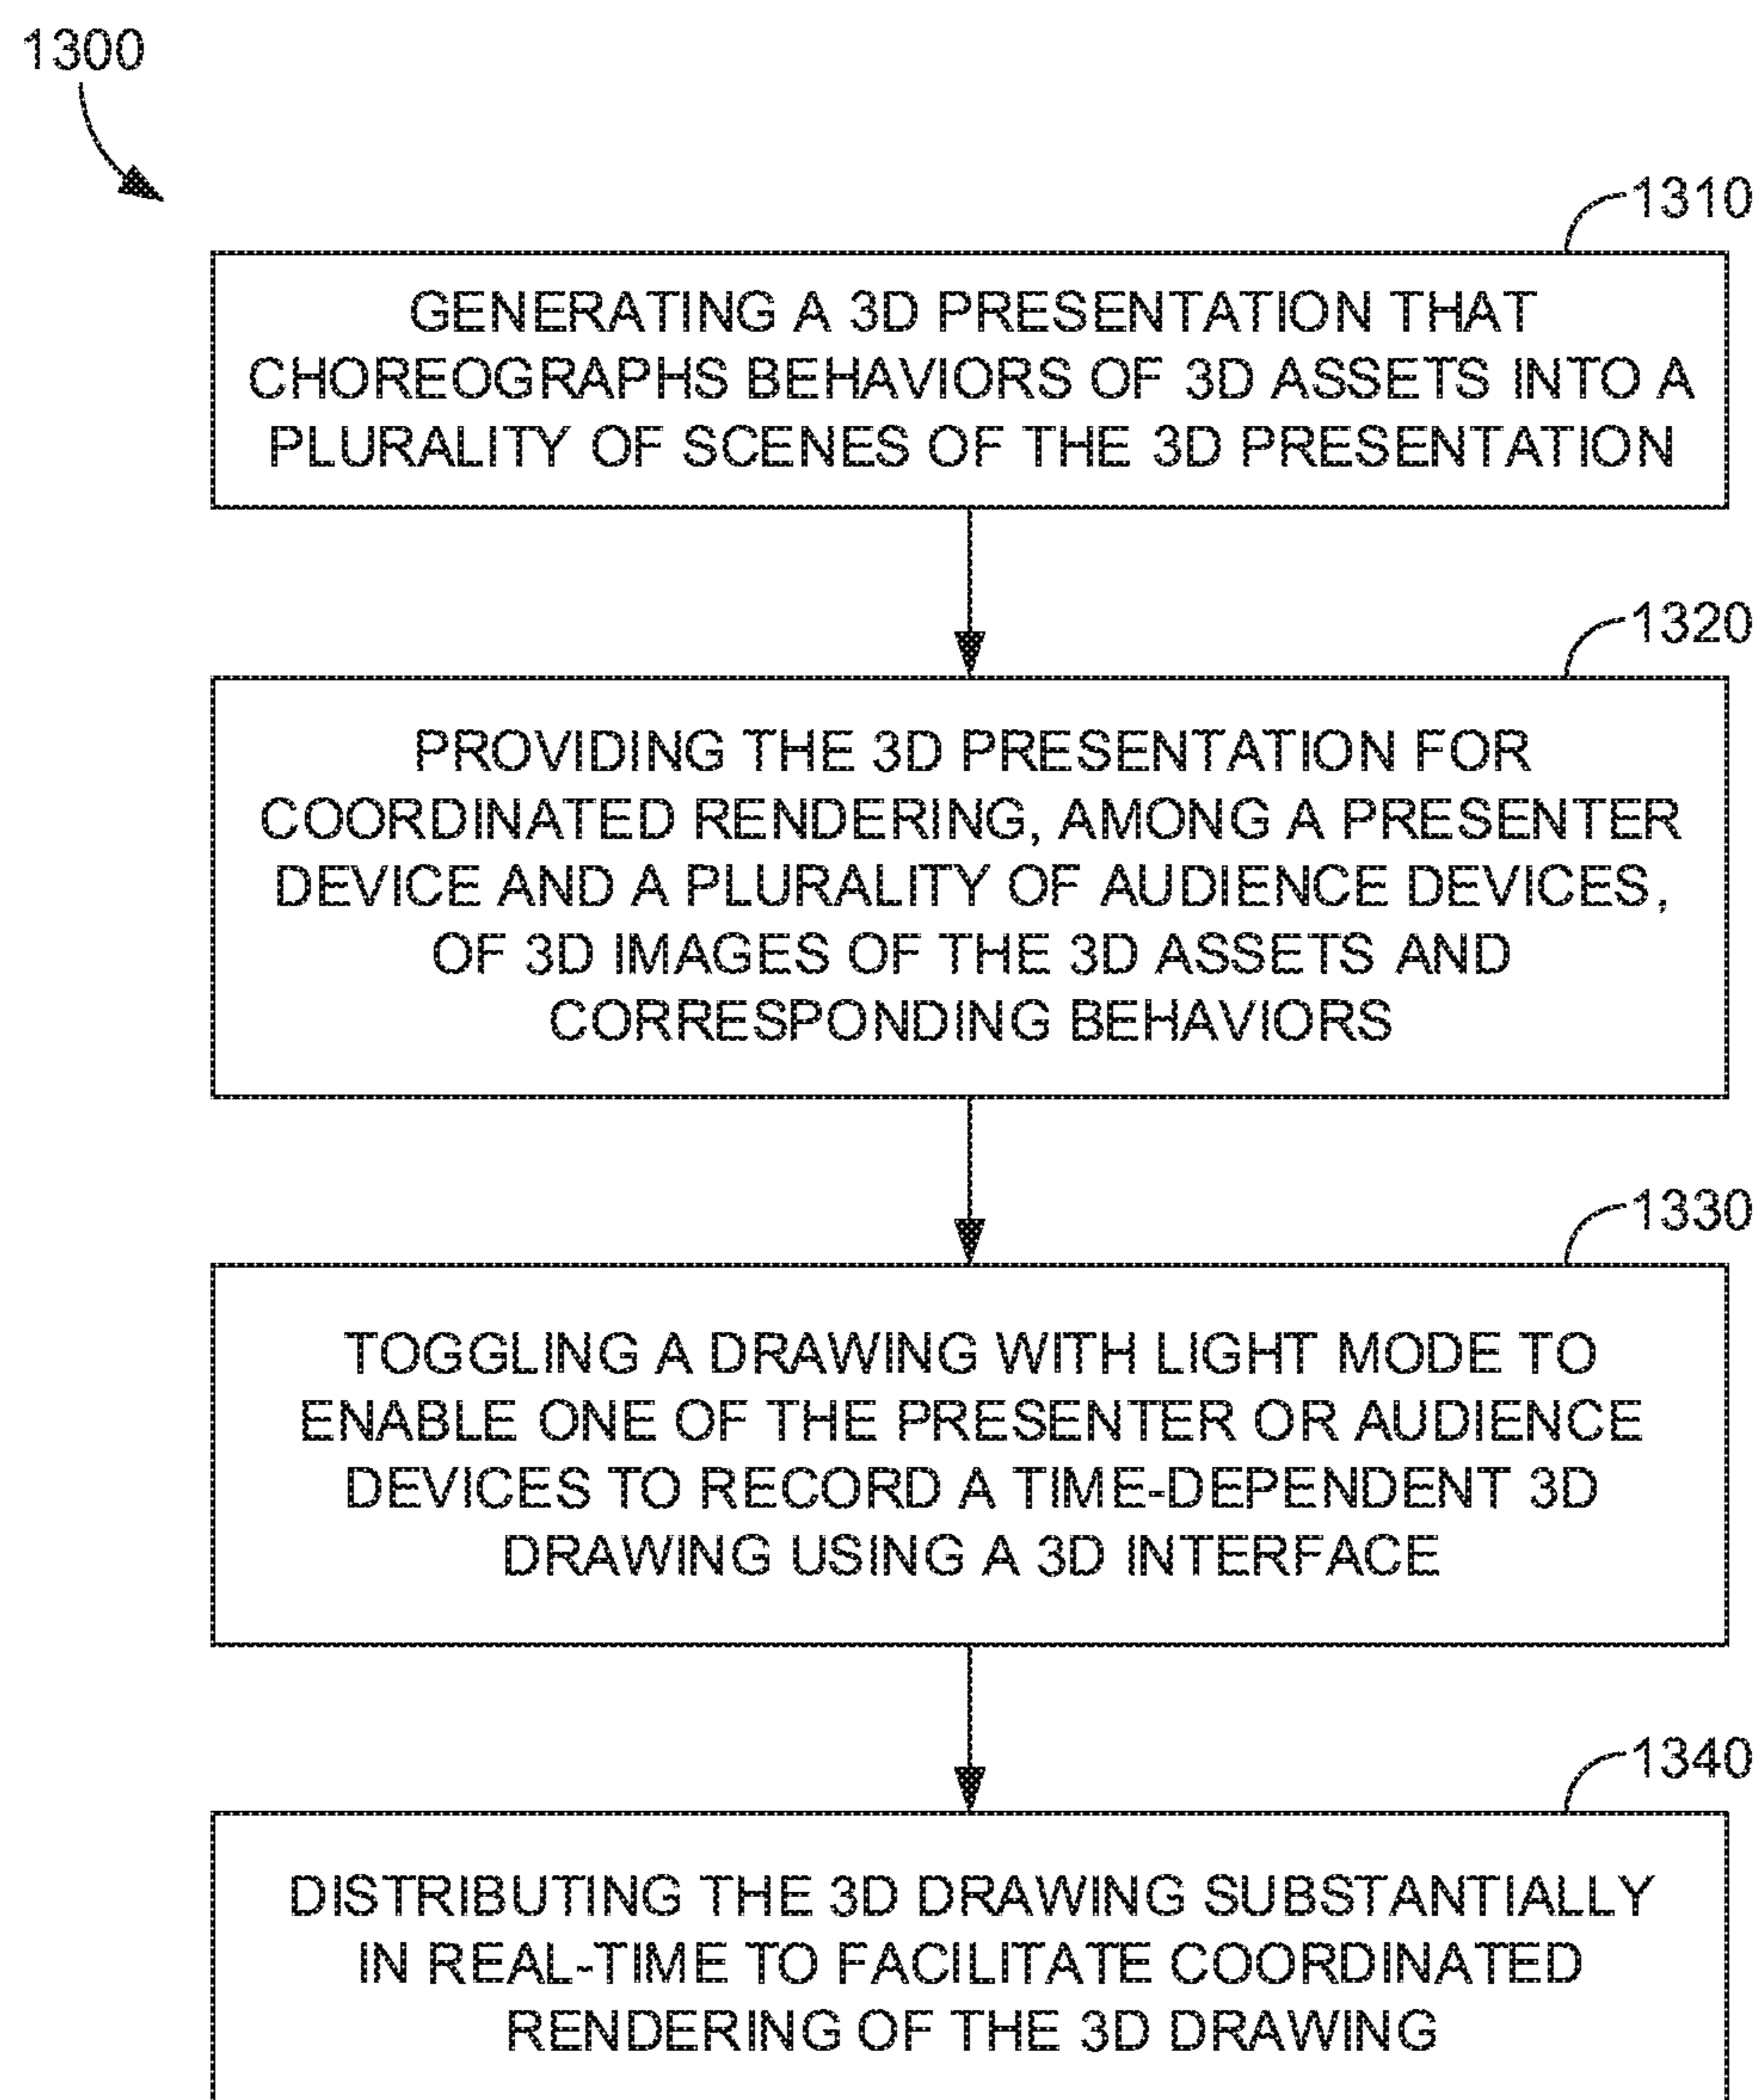 1300
1310
GENERATING A 3D PRESENTATION THAT
CHOREOGRAPHS BEHAVIORS OF 3D ASSETS INTO A
PLURALITY OF SCENES OF THE 3D PRESENTATION
1320
PROVIDING THE 3D PRESENTATION FOR
COORDINATED RENDERING, AMONG A PRESENTER
DEVICE AND A PLURALITY OF AUDIENCE DEVICES,
OF 3D IMAGES OF THE 3D ASSETS AND
CORRESPONDING BEHAVIORS
1330
TOGGLING A DRAWING WITH LIGHT MODE TO
ENABLE ONE OF THE PRESENTER OR AUDIENCE
DEVICES TO RECORD A TIME-DEPENDENT 3D
DRAWING USING A 3D INTERFACE
1340
DISTRIBUTING THE 3D DRAWING SUBSTANTIALLY
IN REAL-TIME TO FACILITATE COORDINATED
RENDERING OF THE 3D DRAWING